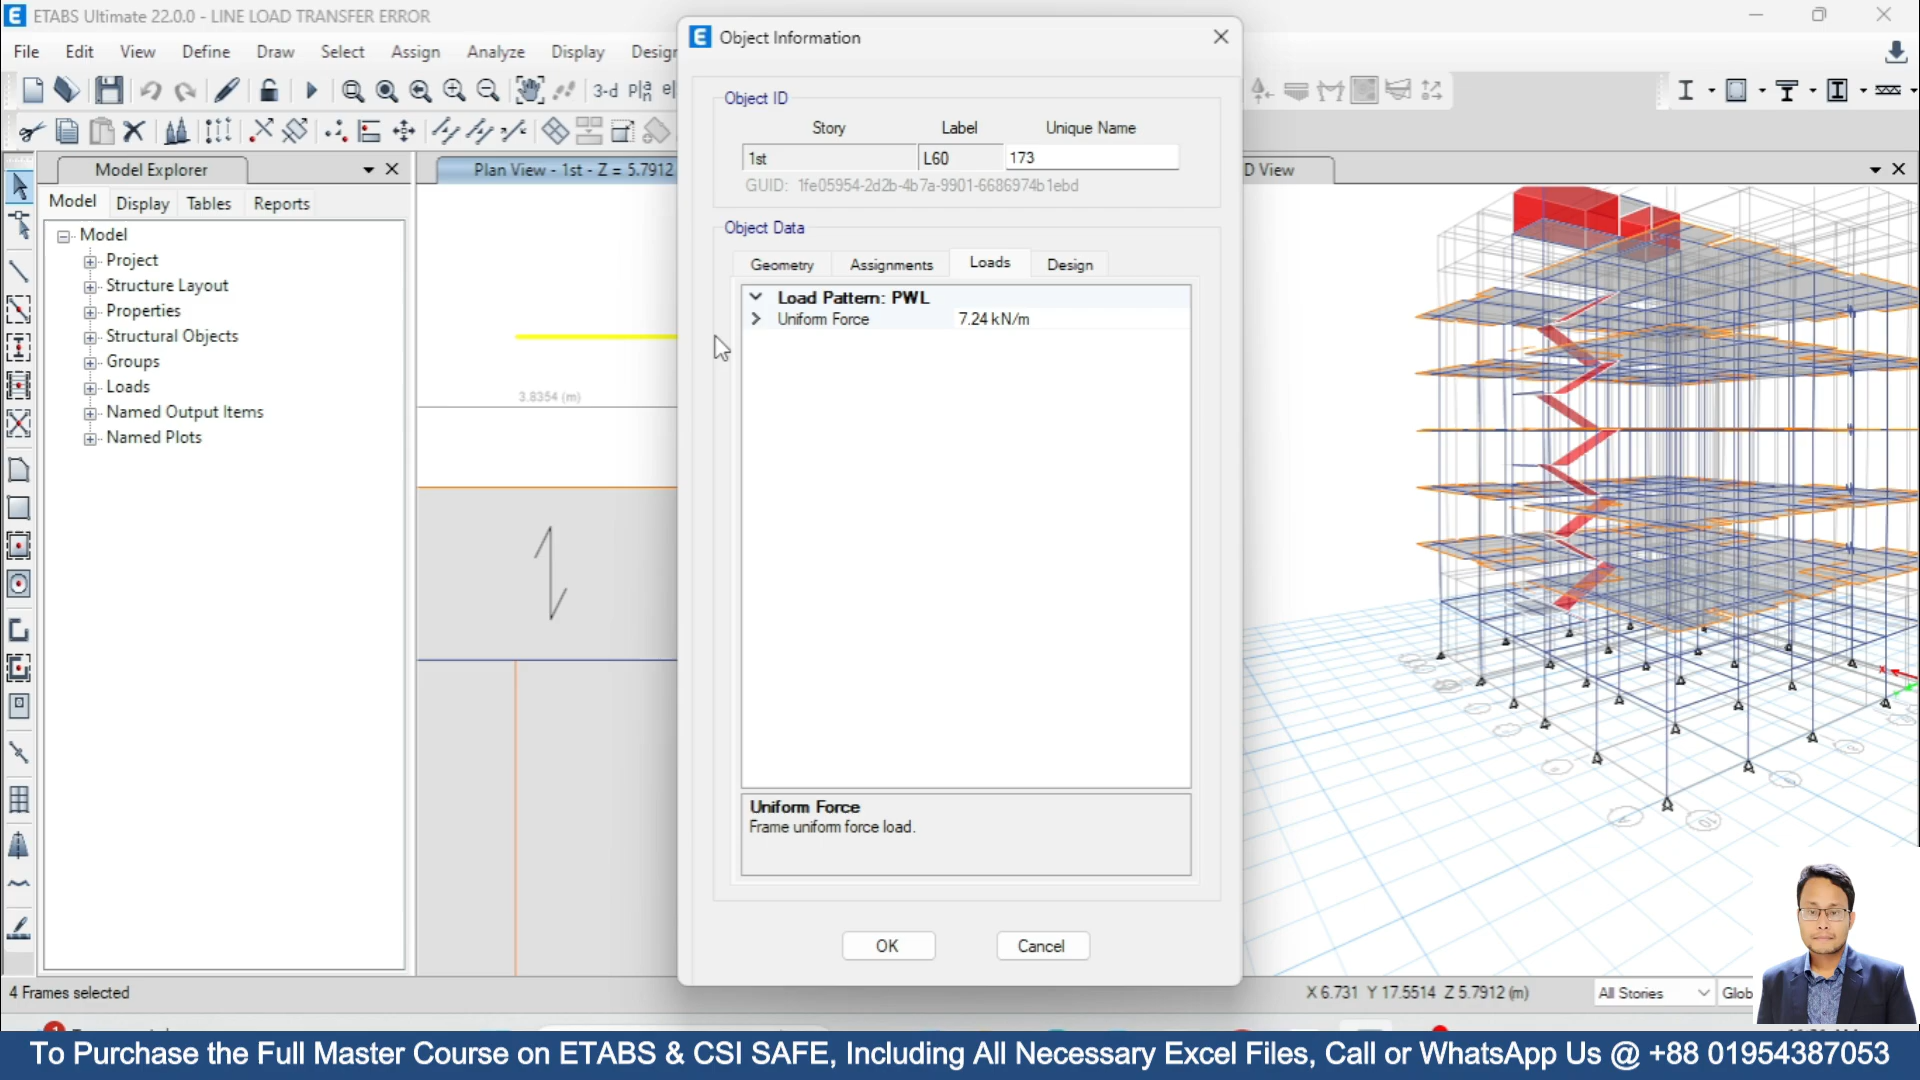 ETABS Ultimate 22.0.0 - LINE LOAD TRANSFER ERROR
File Edit View Define Draw Select Assign Analyze Display Design
3-d
Model Explorer
Model Display Tables Reports
Model
Project
Structure Layout
Properties
Structural Objects
Groups
Loads
Named Output Items
Named Plots
Plan View - 1st - Z = 5.7912
3.8354 (m)
Object Information
Object ID
Story Label Unique Name
1st L60 173
GUID: 1fe05954-2d2b-4b7a-9901-6686974b1ebd
Object Data
Geometry Assignments Loads Design
Load Pattern: PWL
Uniform Force 7.24 kN/m
Uniform Force
Frame uniform force load.
OK Cancel
D View
4 Frames selected
X 6.731 Y 17.5514 Z 5.7912 (m)
All Stories
Glob
To Purchase the Full Master Course on ETABS & CSI SAFE, Including All Necessary Excel Files, Call or WhatsApp Us @ +88 01954387053